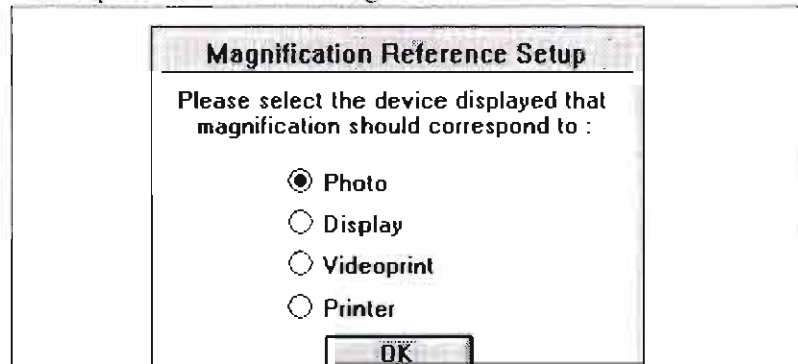 Magnification Reference Setup
Please select the device displayed that
magnification should correspond to :
Photo
Display
Videoprint
Printer
OK